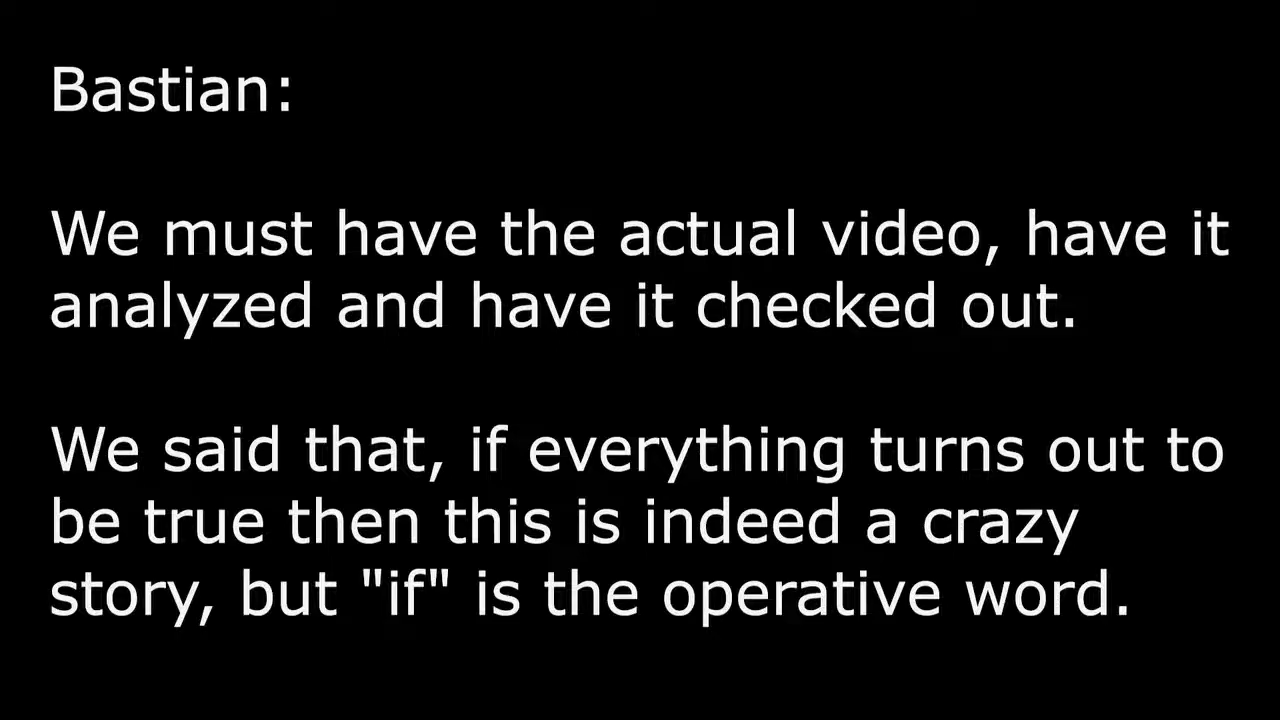 Bastian:
We must have the actual video, have it
analyzed and have it checked out.
We said that, if everything turns out to
be true then this is indeed a crazy
story, but "if" is the operative word.